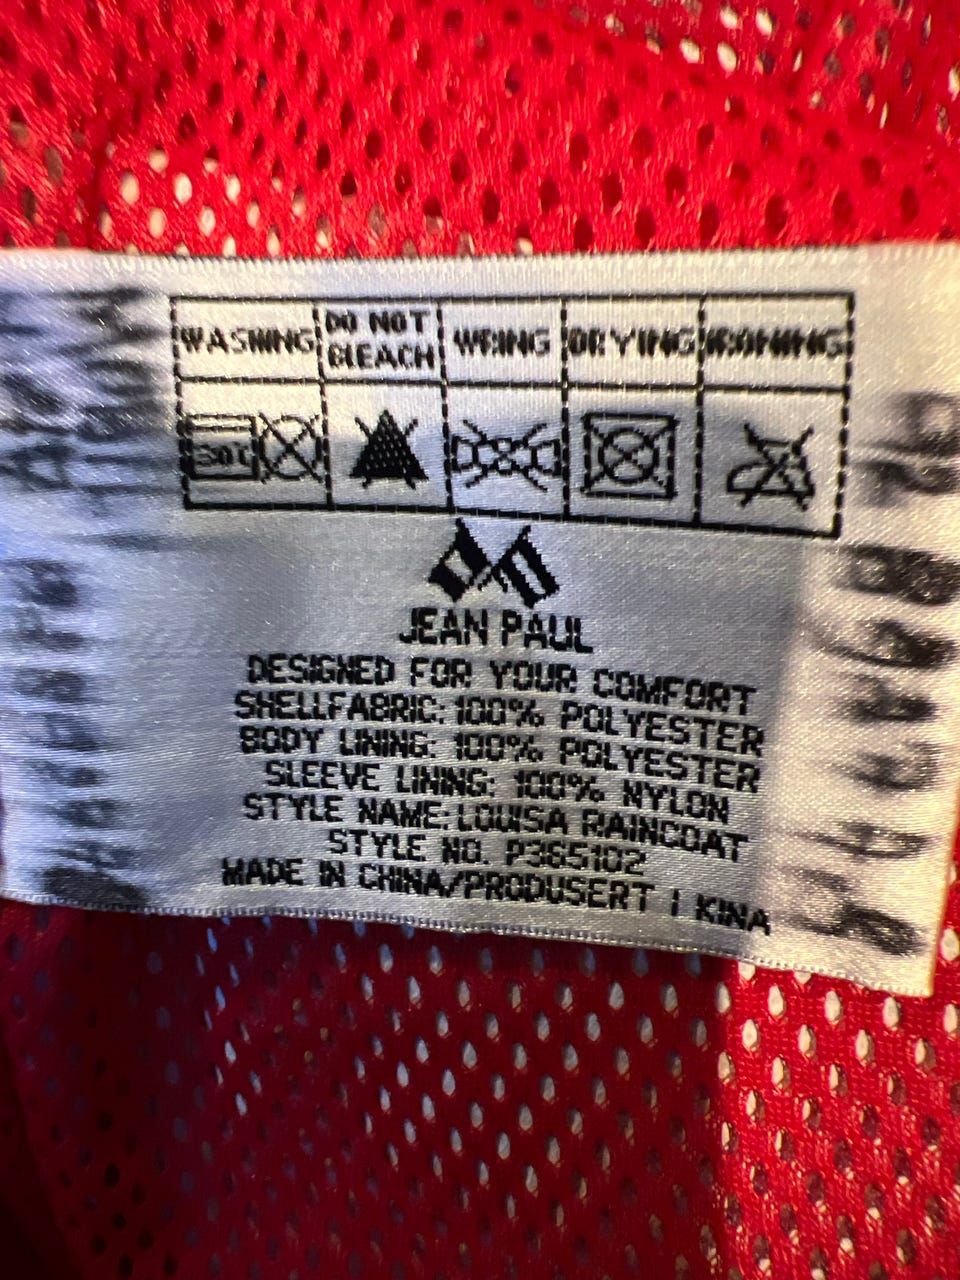 WASHING
DO NOT
BLEACH
WRING
DRYING
IRONING
30°C
JEAN PAUL
DESIGNED FOR YOUR COMFORT
SHELLFABRIC: 100% POLYESTER
BODY LINING: 100% POLYESTER
SLEEVE LINING: 100% NYLON
STYLE NAME: LOUISA RAINCOAT
STYLE NO. P365102
MADE IN CHINA/PRODUSERT I KINA